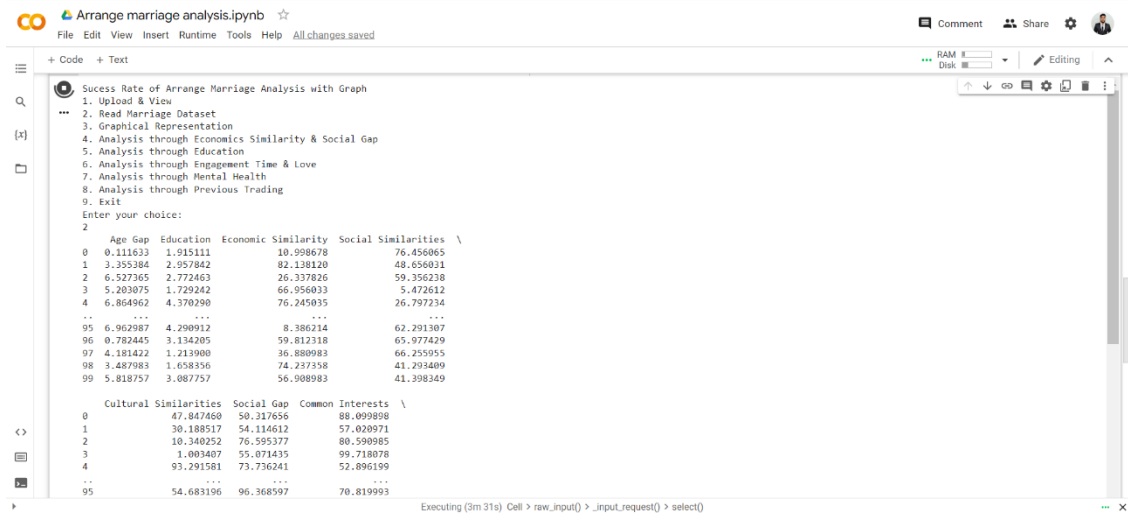 CO Arrange marriage analysis.ipynb
File Edit View Insert Runtime Tools Help All changes saved
Comment Share
+ Code + Text
RAM
Disk
Editing
Sucess Rate of Arrange Marriage Analysis with Graph
1. Upload & View
2. Read Marriage Dataset
3. Graphical Representation
4. Analysis through Economics Similarity & Social Gap
5. Analysis through Education
6. Analysis through Engagement Time & Love
7. Analysis through Mental Health
8. Analysis through Previous Trading
9. Exit
Enter your choice:
2
Age Gap Education Economic Similarity Social Similarities \
0 0.111633 1.915111 10.998678 76.456065
1 3.355384 2.957842 82.138120 48.656031
2 6.527365 2.772463 26.337826 59.356238
3 5.203075 1.729242 66.956033 5.472612
4 6.864962 4.370290 76.245035 26.797234
.. ... ... ... ...
95 6.962987 4.290912 8.386214 62.291307
96 0.782445 3.134205 59.812318 65.977429
97 4.181422 1.213900 36.880983 66.255955
98 3.487983 1.658356 74.237358 41.293409
99 5.818757 3.087757 56.908983 41.398349
Cultural Similarities Social Gap Common Interests \
0 47.847460 50.317656 88.099898
1 30.188517 54.114612 57.020971
2 10.340252 76.595377 80.590985
3 1.003407 55.071435 99.718078
4 93.291581 73.736241 52.896199
.. ... ... ...
95 54.683196 96.368597 70.819993
Executing (3m 31s) Cell > raw_input() > _input_request() > select()